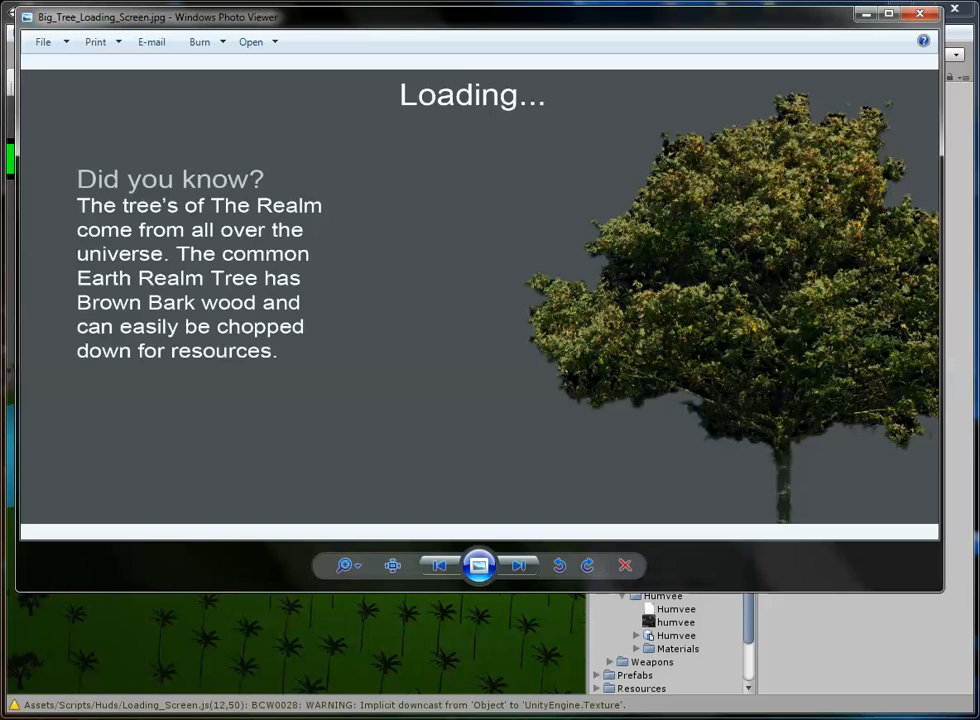 Big_Tree_Loading_Screen.jpg - Windows Photo Viewer
File Print E-mail Burn Open
Loading...
Did you know?
The tree's of The Realm
come from all over the
universe. The common
Earth Realm Tree has
Brown Bark wood and
can easily be chopped
down for resources.
Humvee
Humvee
humvee
Humvee
Materials
Weapons
Prefabs
Resources
Assets/Scripts/Huds/Loading_Screen.js(12,50): BCW0028: WARNING: Implicit downcast from 'Object' to 'UnityEngine.Texture'.